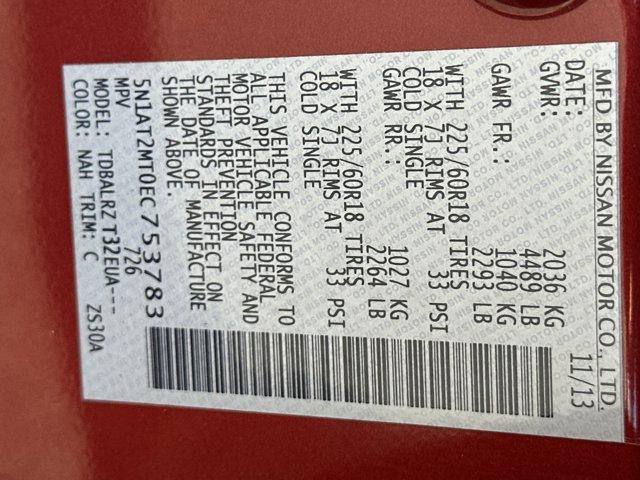 MFD BY NISSAN MOTOR CO., LTD.
DATE: 11/13
GVWR: 2036 KG
4489 LB
GAWR FR.: 1040 KG
2293 LB
WITH 225/60R18 TIRES
18 X 7J RIMS AT 33 PSI
COLD SINGLE
GAWR RR.: 1027 KG
2264 LB
WITH 225/60R18 TIRES
18 X 7J RIMS AT 33 PSI
COLD SINGLE
THIS VEHICLE CONFORMS TO
ALL APPLICABLE FEDERAL
MOTOR VEHICLE SAFETY AND
THEFT PREVENTION
STANDARDS IN EFFECT ON
THE DATE OF MANUFACTURE
SHOWN ABOVE.
5N1AT2MT0EC753783
MPV 726
MODEL: TDBALRZ T32EUA---
COLOR: NAH TRIM: C ZS30A